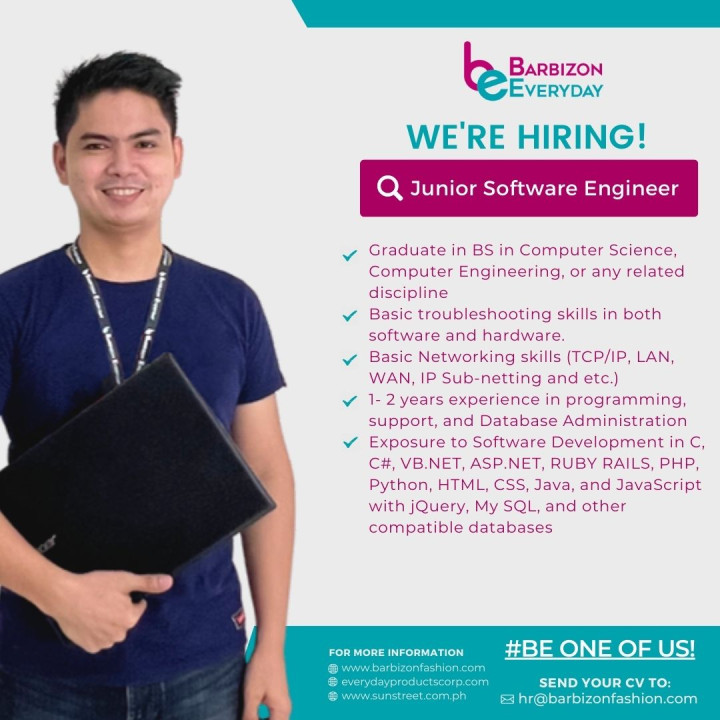 BARBIZON
EVERYDAY
WE'RE HIRING!
Junior Software Engineer
Graduate in BS in Computer Science,
Computer Engineering, or any related
discipline
Basic troubleshooting skills in both
software and hardware.
Basic Networking skills (TCP/IP, LAN,
WAN, IP Sub-netting and etc.)
1- 2 years experience in programming,
support, and Database Administration
Exposure to Software Development in C,
C#, VB.NET, ASP.NET, RUBY RAILS, PHP,
Python, HTML, CSS, Java, and JavaScript
with jQuery, My SQL, and other
compatible databases
acer
FOR MORE INFORMATION
www.barbizonfashion.com
everydayproductscorp.com
www.sunstreet.com.ph
#BE ONE OF US!
SEND YOUR CV TO:
hr@barbizonfashion.com